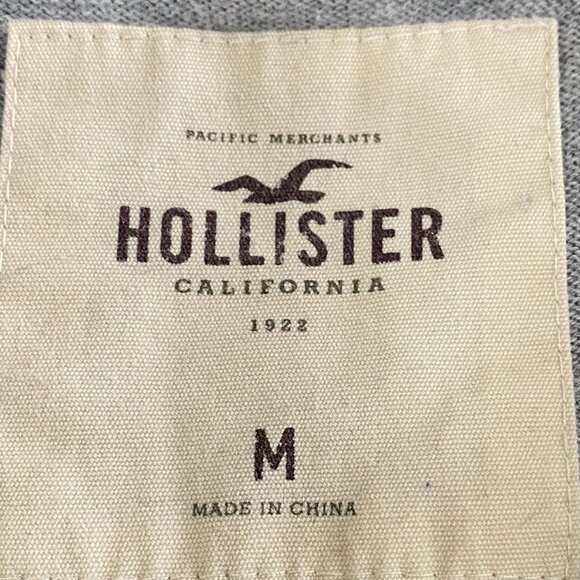 PACIFIC MERCHANTS
HOLLISTER
CALIFORNIA
1922
M
MADE IN CHINA